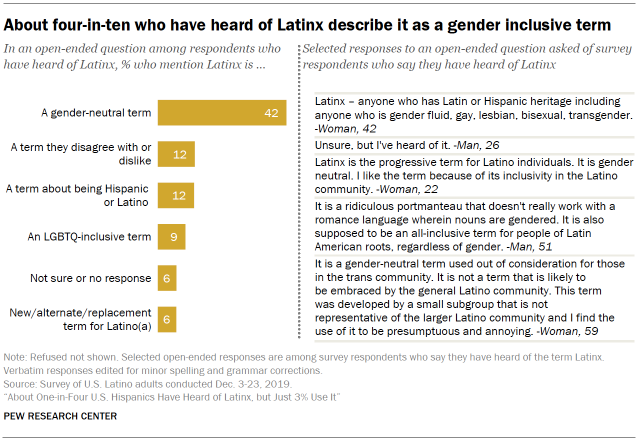 About four-in-ten who have heard of Latinx describe it as a gender inclusive term
In an open-ended question among respondents who
have heard of Latinx, % who mention Latinx is ...
A gender-neutral term
42
A term they disagree with or
dislike
12
A term about being Hispanic
or Latino
12
An LGBTQ-inclusive term
9
Not sure or no response
6
New/alternate/replacement
term for Latino(a)
6
Selected responses to an open-ended question asked of survey
respondents who say they have heard of Latinx
Latinx – anyone who has Latin or Hispanic heritage including
anyone who is gender fluid, gay, lesbian, bisexual, transgender.
-Woman, 42
Unsure, but I've heard of it. -Man, 26
Latinx is the progressive term for Latino individuals. It is gender
neutral. I like the term because of its inclusivity in the Latino
community. -Woman, 22
It is a ridiculous portmanteau that doesn't really work with a
romance language wherein nouns are gendered. It is also
supposed to be an all-inclusive term for people of Latin
American roots, regardless of gender. -Man, 51
It is a gender-neutral term used out of consideration for those
in the trans community. It is not a term that is likely to
be embraced by the general Latino community. This term
was developed by a small subgroup that is not
representative of the larger Latino community and I find the
use of it to be presumptuous and annoying. -Woman, 59
Note: Refused not shown. Selected open-ended responses are among survey respondents who say they have heard of the term Latinx.
Verbatim responses edited for minor spelling and grammar corrections.
Source: Survey of U.S. Latino adults conducted Dec. 3-23, 2019.
"About One-in-Four U.S. Hispanics Have Heard of Latinx, but Just 3% Use It"
PEW RESEARCH CENTER